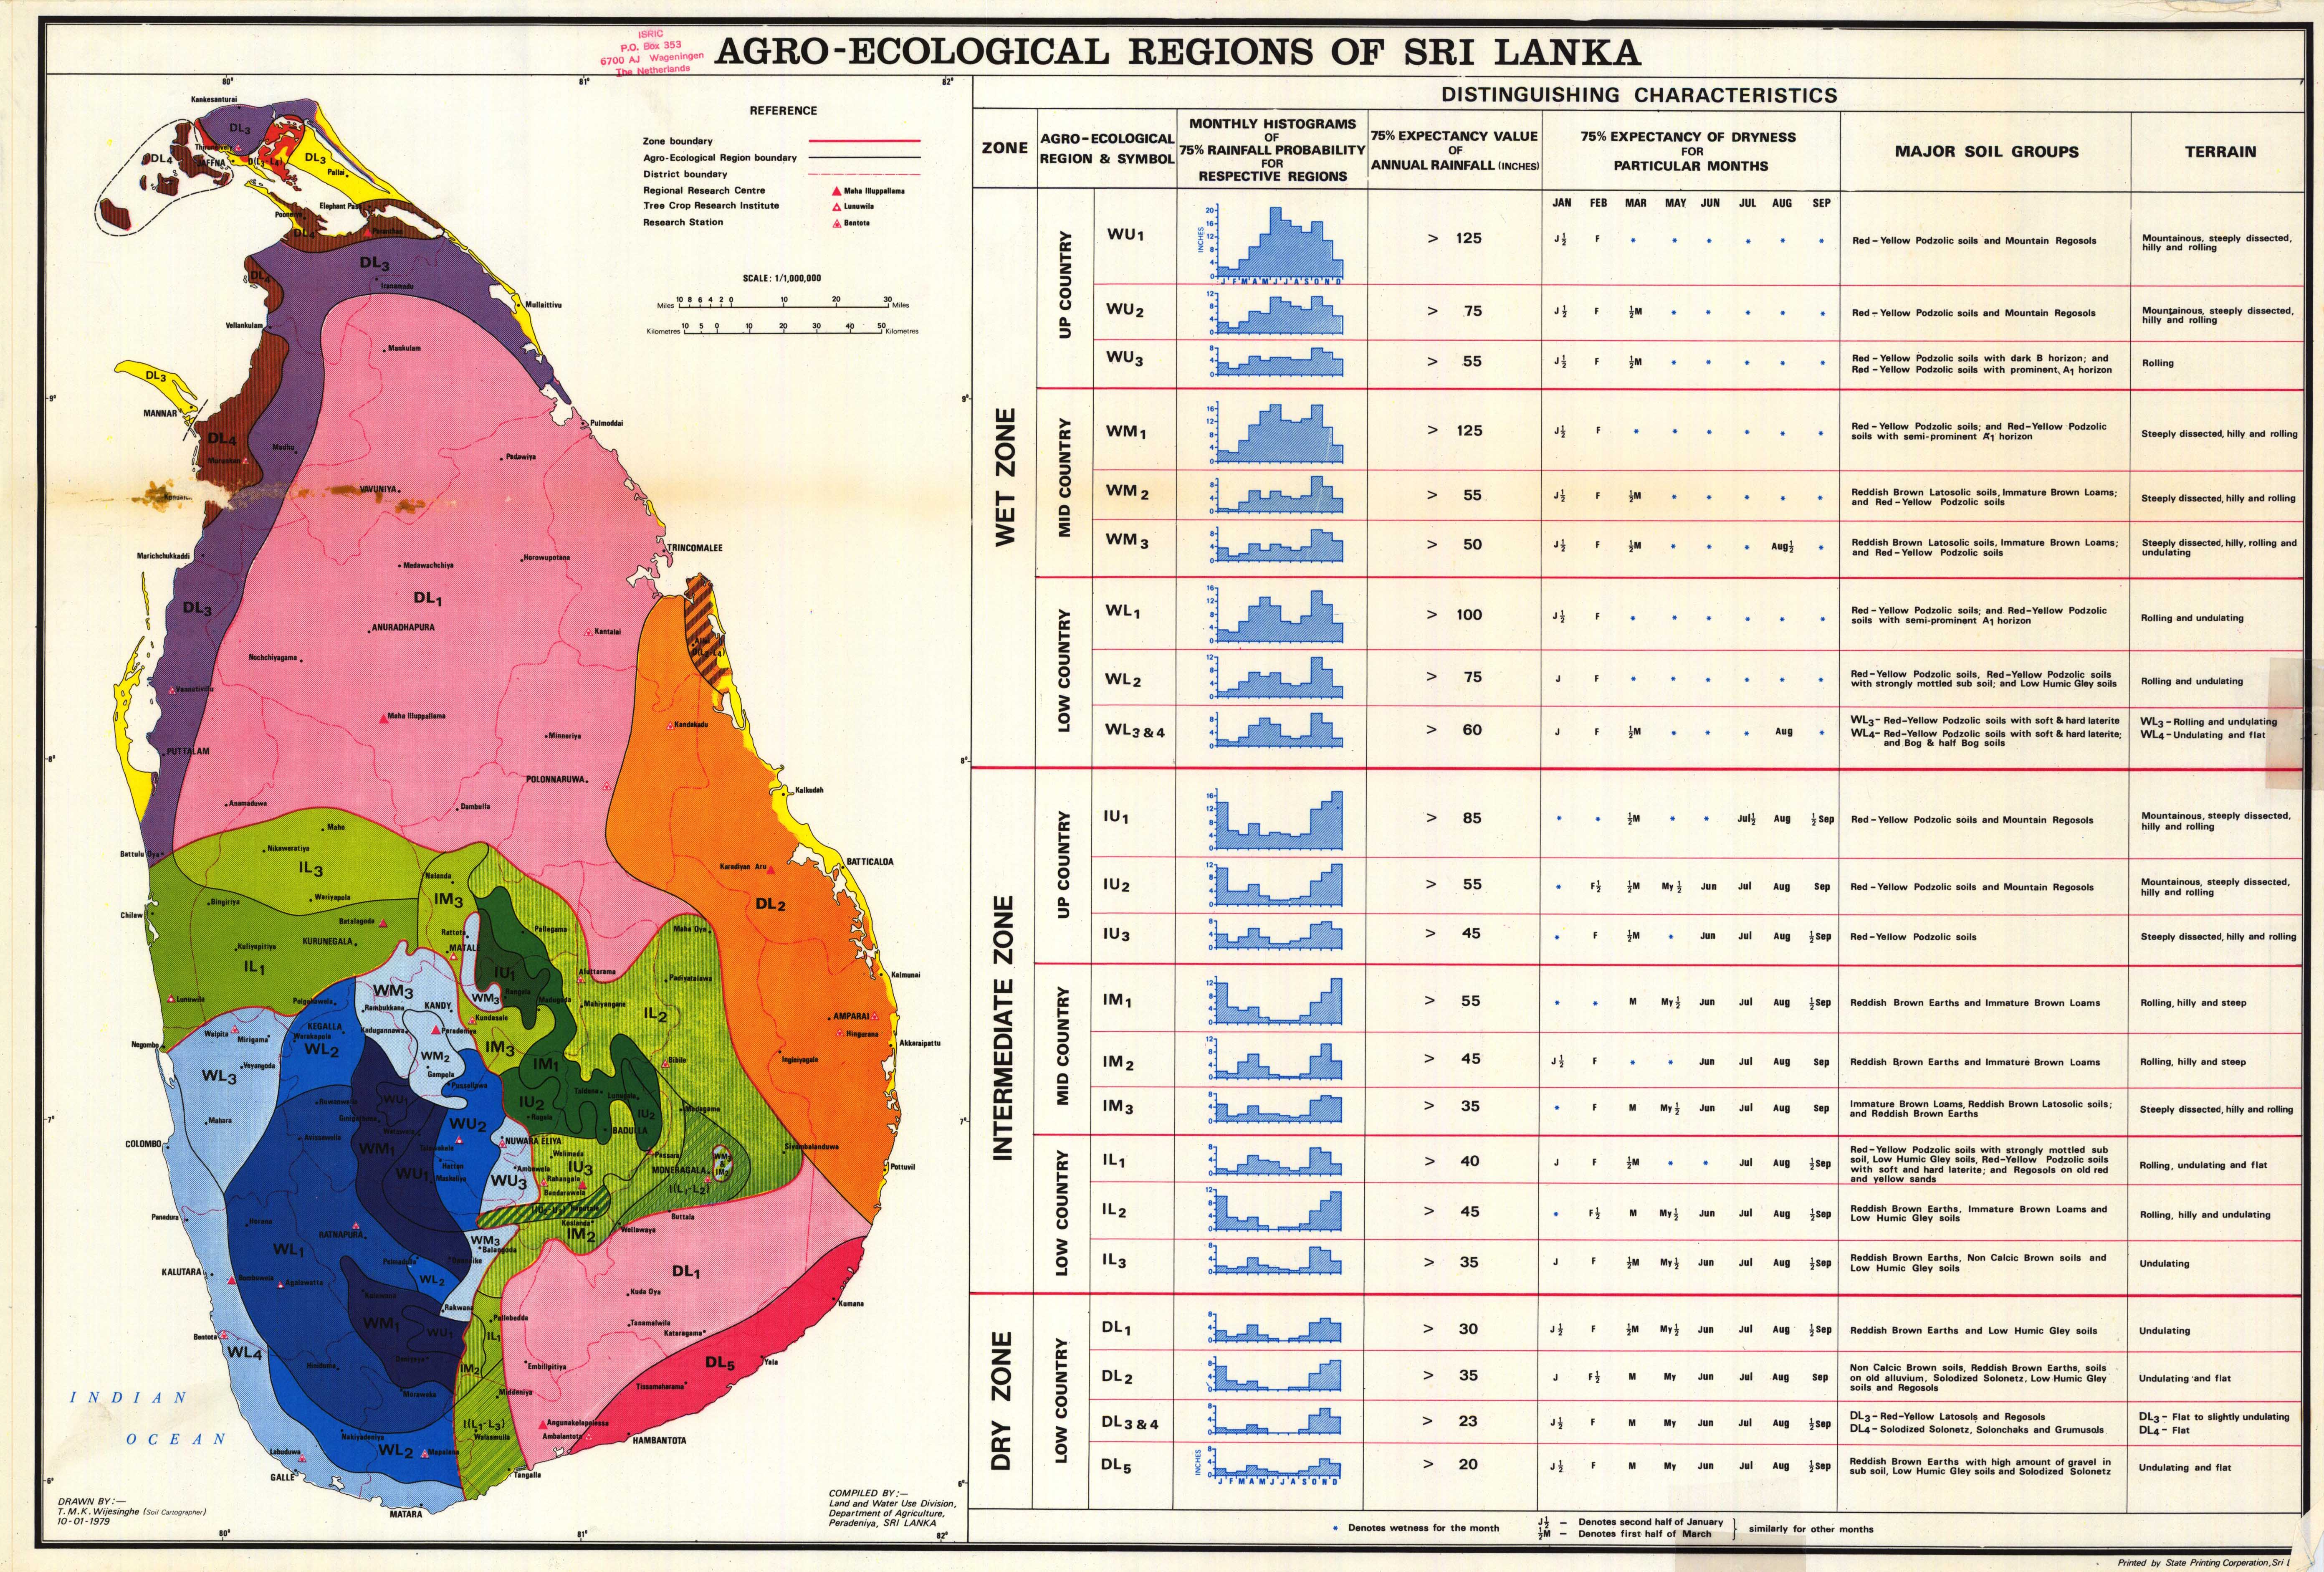 ISRIC
P.O. Box 353
6700 AJ Wageningen
The Netherlands
AGRO-ECOLOGICAL REGIONS OF SRI LANKA
80°
81°
82°
REFERENCE
Zone boundary
Agro-Ecological Region boundary
District boundary
Regional Research Centre Maha Illuppallama
Tree Crop Research Institute Lunuwila
Research Station Bentota
SCALE: 1/1,000,000
Miles 10 8 6 4 2 0 10 20 30 Miles
Kilometres 10 5 0 10 20 30 40 50 Kilometres
Kankesanturai
DL3
DL4
JAFFNA
DL3
Pallai
Elephant Pass
DL4
DL3
Iranamadu
DL4
Mullaittivu
Vellankulam
Mankulam
DL3
9°
MANNAR
Pulmoddai
DL4
Madhu
Murunkan
Padawiya
VAVUNIYA
Marichchukkaddi
TRINCOMALEE
Horowupotana
Medawachchiya
DL1
DL3
ANURADHAPURA
Kantalai
Nochchiyagama
Vannativillu
Maha Illuppallama
Kandekadu
Minneriya
PUTTALAM
8°
POLONNARUWA
Kalkudah
Anamaduwa
Dambulla
Maho
Battulu Oya
Nikaweratiya
BATTICALOA
IL3
Karadiyan Aru
Nalanda
Bingiriya
Wariyapola
IM3
DL2
Chilaw
Batalagoda
Rattota
Pallegama
Maha Oya
KURUNEGALA
Kuliyapitiya
MATALE
IL1
IU1
Aluttarama
Padiyatalawa
Kalmunai
WM3
WM3
Rangala
Lunuwila
Polgahawela
Rambukkana
KANDY
Madugoda
Mahiyangane
IL2
Kundasale
AMPARAI
Walpita
Mirigama
KEGALLA
Kadugannawa
Peradeniya
Hingurana
Negombo
Warakapola
WL2
IM3
Akkaraipattu
WM2
IM1
Bibile
Inginiyagala
Veyangoda
Gampola
WL3
Pussellawa
Taldena
Lunugala
Ruwanwella
WU1
IU2
IU2
Madagama
7°
Mahara
WU2
Ragala
BADULLA
COLOMBO
Avissawella
NUWARA ELIYA
Siyambalanduwa
WM1
Welimada
Passara
WM3
&
IM2
Hatton
Ambewela
IU3
MONERAGALA
Pottuvil
WU1
Maskeliya
WU3
Rahangala
I(L1-L2)
Bandarawela
Panadura
Horana
Koslanda
Buttala
RATNAPURA
Wellawaya
IM2
WL1
WM3
Balangoda
KALUTARA
Bombuwela
Agalawatta
WL2
DL1
Kuda Oya
Rakwana
Kumana
WM1
Pallebedda
Tanamalwila
WU1
IL1
Kataragama
Bentota
WL4
DL5
Yala
Hiniduma
Deniyaya
IM2
Embilipitiya
Tissamaharama
Morawaka
Middeniya
INDIAN
OCEAN
I(L1-L3)
Angunakolapelessa
Nakiyadeniya
WL2
Mapalana
Walasmulla
Ambalantota
HAMBANTOTA
Labuduwa
GALLE
Tangalla
6°
MATARA
DRAWN BY:—
T. M. K. Wijesinghe (Soil Cartographer)
10-01-1979
COMPILED BY:—
Land and Water Use Division,
Department of Agriculture,
Peradeniya, SRI LANKA
80°
81°
82°
DISTINGUISHING CHARACTERISTICS
ZONE
AGRO-ECOLOGICAL
REGION & SYMBOL
MONTHLY HISTOGRAMS
OF
75% RAINFALL PROBABILITY
FOR
RESPECTIVE REGIONS
75% EXPECTANCY VALUE
OF
ANNUAL RAINFALL (INCHES)
75% EXPECTANCY OF DRYNESS
FOR
PARTICULAR MONTHS
MAJOR SOIL GROUPS
TERRAIN
JAN FEB MAR MAY JUN JUL AUG SEP
WET ZONE
UP COUNTRY
WU1 > 125 J½ F • • • • • • Red-Yellow Podzolic soils and Mountain Regosols Mountainous, steeply dissected,
hilly and rolling
WU2 > 75 J½ F ½M • • • • • Red-Yellow Podzolic soils and Mountain Regosols Mountainous, steeply dissected,
hilly and rolling
WU3 > 55 J½ F ½M • • • • • Red-Yellow Podzolic soils with dark B horizon; and
Red-Yellow Podzolic soils with prominent A1 horizon Rolling
MID COUNTRY
WM1 > 125 J½ F • • • • • • Red-Yellow Podzolic soils; and Red-Yellow Podzolic
soils with semi-prominent A1 horizon Steeply dissected, hilly and rolling
WM2 > 55 J½ F ½M • • • • • Reddish Brown Latosolic soils, Immature Brown Loams;
and Red-Yellow Podzolic soils Steeply dissected, hilly and rolling
WM3 > 50 J½ F ½M • • • Aug½ • Reddish Brown Latosolic soils, Immature Brown Loams;
and Red-Yellow Podzolic soils Steeply dissected, hilly, rolling and
undulating
LOW COUNTRY
WL1 > 100 J½ F • • • • • • Red-Yellow Podzolic soils; and Red-Yellow Podzolic
soils with semi-prominent A1 horizon Rolling and undulating
WL2 > 75 J F • • • • • • Red-Yellow Podzolic soils, Red-Yellow Podzolic soils
with strongly mottled sub soil; and Low Humic Gley soils Rolling and undulating
WL3 & 4 > 60 J F ½M • • • Aug • WL3- Red-Yellow Podzolic soils with soft & hard laterite
WL4- Red-Yellow Podzolic soils with soft & hard laterite;
and Bog & half Bog soils
WL3-Rolling and undulating
WL4-Undulating and flat
INTERMEDIATE ZONE
UP COUNTRY
IU1 > 85 • • ½M • • Jul½ Aug ½Sep Red-Yellow Podzolic soils and Mountain Regosols Mountainous, steeply dissected,
hilly and rolling
IU2 > 55 • F½ ½M My½ Jun Jul Aug Sep Red-Yellow Podzolic soils and Mountain Regosols Mountainous, steeply dissected,
hilly and rolling
IU3 > 45 • F ½M • Jun Jul Aug ½Sep Red-Yellow Podzolic soils Steeply dissected, hilly and rolling
MID COUNTRY
IM1 > 55 • • M My½ Jun Jul Aug ½Sep Reddish Brown Earths and Immature Brown Loams Rolling, hilly and steep
IM2 > 45 J½ F • • Jun Jul Aug Sep Reddish Brown Earths and Immature Brown Loams Rolling, hilly and steep
IM3 > 35 • F M My½ Jun Jul Aug Sep Immature Brown Loams, Reddish Brown Latosolic soils;
and Reddish Brown Earths Steeply dissected, hilly and rolling
LOW COUNTRY
IL1 > 40 J F ½M • • Jul Aug ½Sep Red-Yellow Podzolic soils with strongly mottled sub
soil, Low Humic Gley soils, Red-Yellow Podzolic soils
with soft and hard laterite; and Regosols on old red
and yellow sands Rolling, undulating and flat
IL2 > 45 • F½ M My½ Jun Jul Aug ½Sep Reddish Brown Earths, Immature Brown Loams and
Low Humic Gley soils Rolling, hilly and undulating
IL3 > 35 J F ½M My½ Jun Jul Aug ½Sep Reddish Brown Earths, Non Calcic Brown soils and
Low Humic Gley soils Undulating
DRY ZONE
LOW COUNTRY
DL1 > 30 J½ F ½M My½ Jun Jul Aug ½Sep Reddish Brown Earths and Low Humic Gley soils Undulating
DL2 > 35 J F½ M My Jun Jul Aug Sep Non Calcic Brown soils, Reddish Brown Earths, soils
on old alluvium, Solodized Solonetz, Low Humic Gley
soils and Regosols Undulating and flat
DL3 & 4 > 23 J½ F M My Jun Jul Aug ½Sep DL3-Red-Yellow Latosols and Regosols
DL4-Solodized Solonetz, Solonchaks and Grumusols
DL3- Flat to slightly undulating
DL4- Flat
DL5 > 20 J½ F M My Jun Jul Aug ½Sep Reddish Brown Earths with high amount of gravel in
sub soil, Low Humic Gley soils and Solodized Solonetz Undulating and flat
• Denotes wetness for the month
J½ — Denotes second half of January
½M — Denotes first half of March
similarly for other months
Printed by State Printing Corporation, Sri